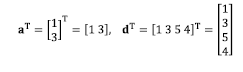 𝐚ᵀ = [1 3]ᵀ = [1 3],   𝐝ᵀ = [1 3 5 4]ᵀ = [1 3 5 4]